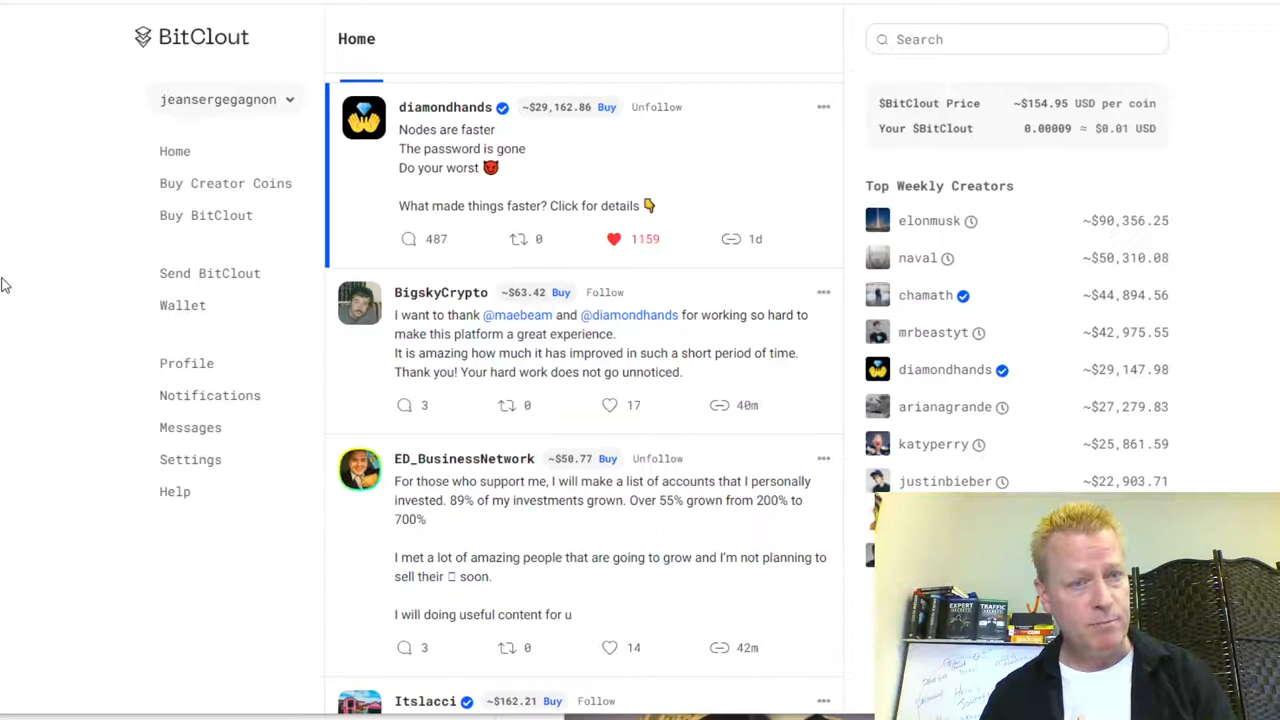 BitClout
jeansergegagnon
Home
Buy Creator Coins
Buy BitClout
Send BitClout
Wallet
Profile
Notifications
Messages
Settings
Help
Home
diamondhands ~$29,162.86 Buy Unfollow
Nodes are faster
The password is gone
Do your worst 😈
What made things faster? Click for details 👇
487 0 1159 1d
BigskyCrypto ~$63.42 Buy Follow
I want to thank @maebeam and @diamondhands for working so hard to
make this platform a great experience.
It is amazing how much it has improved in such a short period of time.
Thank you! Your hard work does not go unnoticed.
3 0 17 40m
ED_BusinessNetwork ~$50.77 Buy Unfollow
For those who support me, I will make a list of accounts that I personally
invested. 89% of my investments grown. Over 55% grown from 200% to
700%
I met a lot of amazing people that are going to grow and I'm not planning to
sell their soon.
I will doing useful content for u
3 0 14 42m
Itslacci ~$162.21 Buy Follow
Search
$BitClout Price ~$154.95 USD per coin
Your $BitClout 0.00009 ≈ $0.01 USD
Top Weekly Creators
elonmusk ~$90,356.25
naval ~$50,310.08
chamath ~$44,894.56
mrbeastyt ~$42,975.55
diamondhands ~$29,147.98
arianagrande ~$27,279.83
katyperry ~$25,861.59
justinbieber ~$22,903.71
EXPERT
SECRETS
TRAFFIC
SECRETS